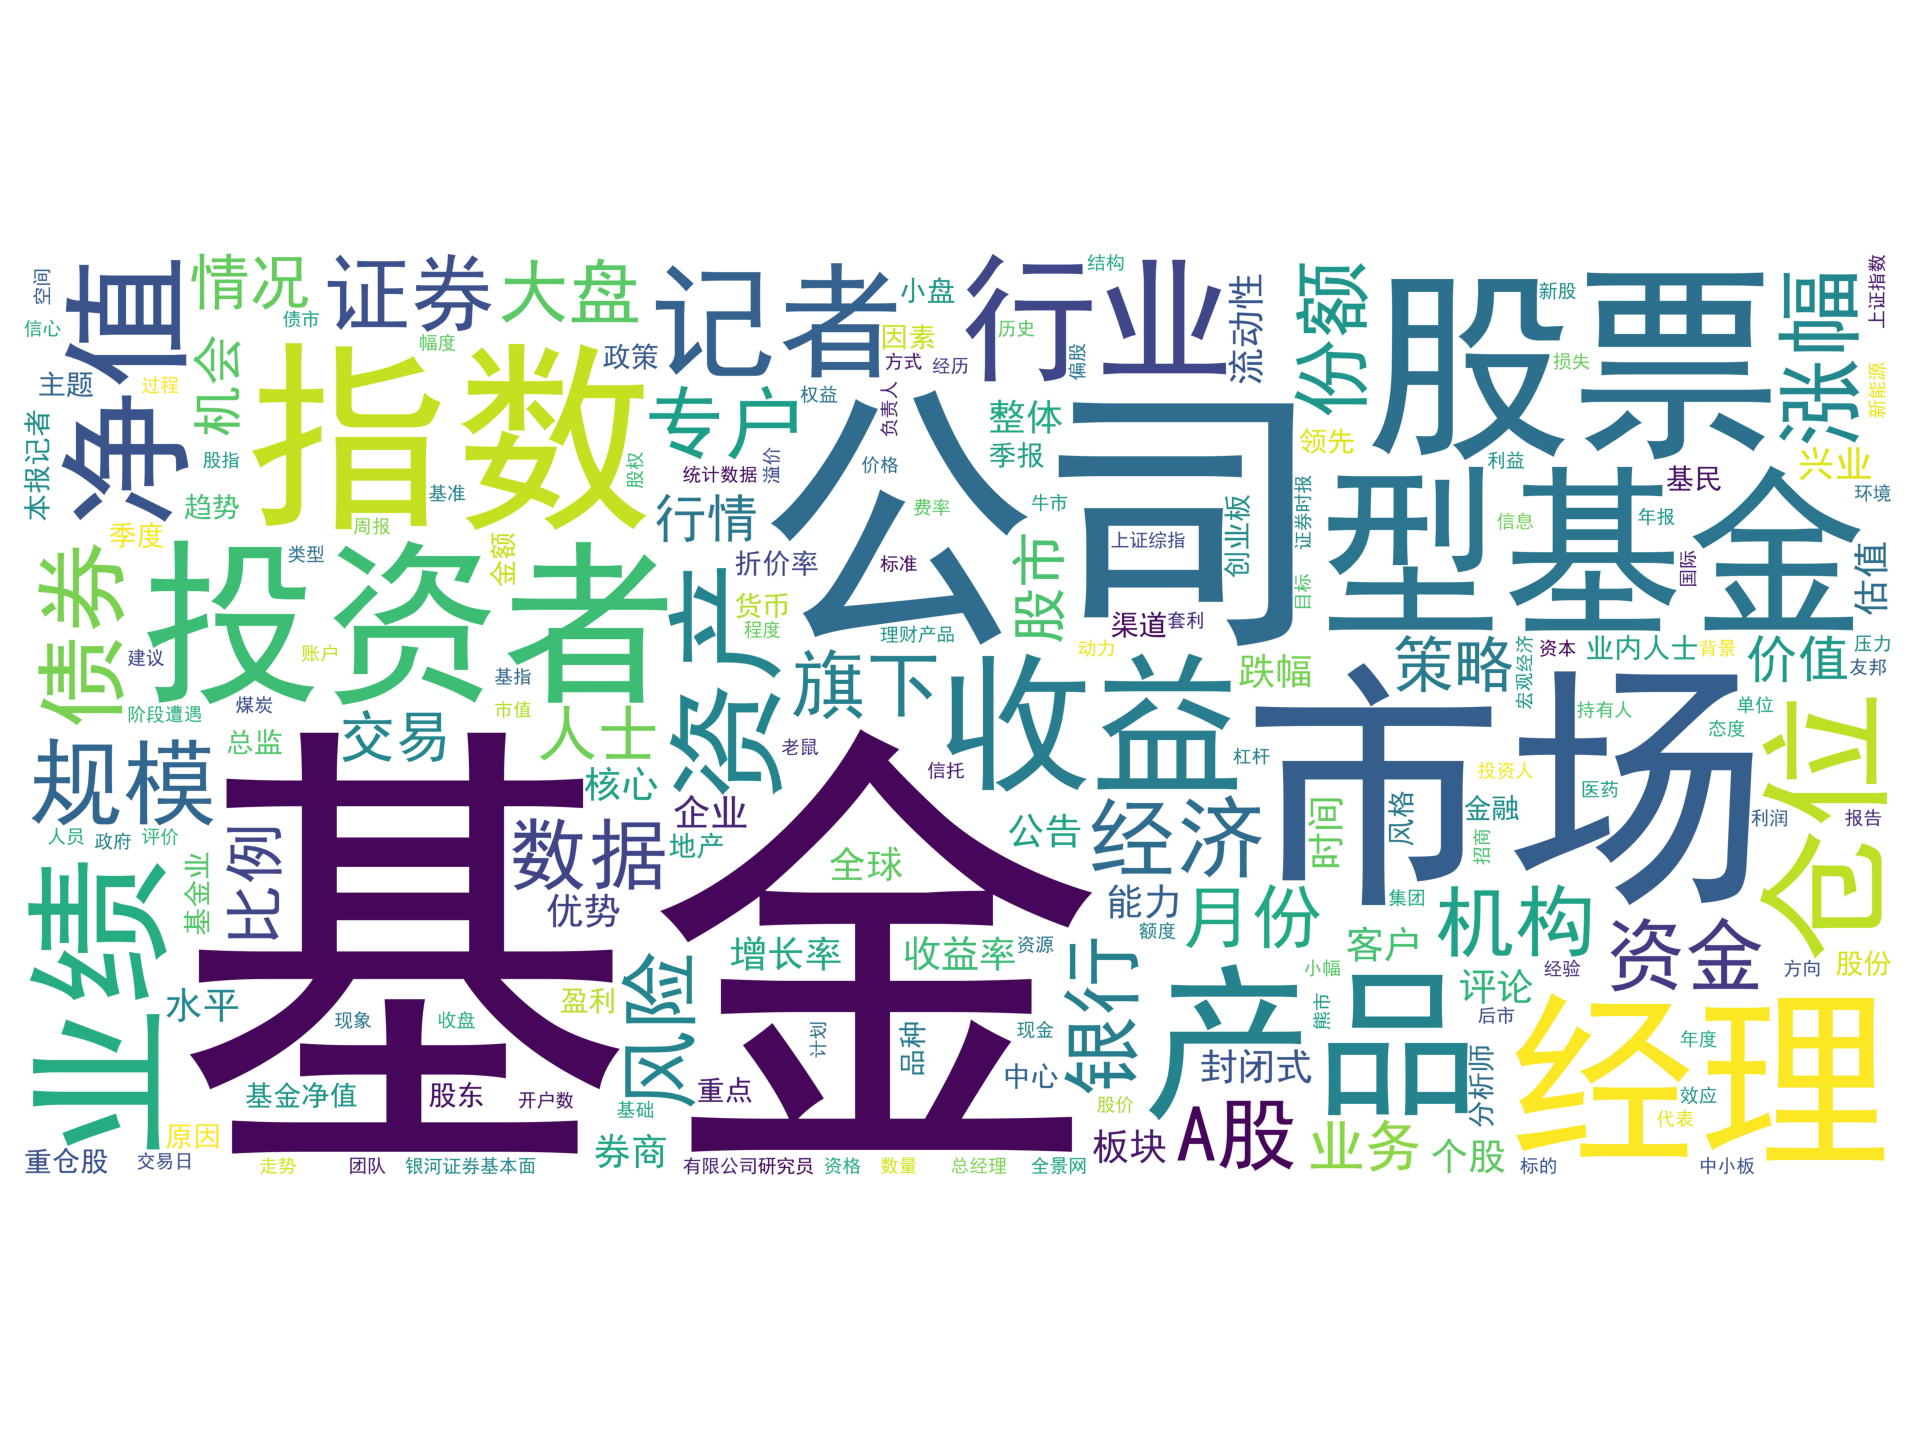 空间
信心
净值
情况
债市
证券
幅度
大盘
记者
小盘
因素
行业
结构
历史
流动性
份额
股票
新股
损失
涨幅
上证指数
新能源
主题
过程
机会
本报记者
股指
趋势
季度
指数
基准
周报
类型
金额
政策
专户
权益
股权
统计数据
溢价
行情
折价率
方式
经历
负责人
价格
费率
标准
公司
偏股
整体
季报
牛市
股市
上证综指
创业板
证券时报
目标
领先
型基金
利益
信息
基民
年报
国际
兴业
环境
估值
债券
投资者
建议
账户
基指
煤炭
市值
阶段遭遇
资产
货币
程度
理财产品
旗下
收益
动力
渠道
套利
跌幅
策略
宏观经济
资本
业内人士
背景
价值
压力
友邦
规模
总监
交易
人士
核心
老鼠
信托
杠杆
市场
投资人
持有人
态度
单位
医药
仓位
人员
政府
评价
基金业
比例
基金
数据
企业
地产
优势
全球
公告
经济
时间
风格
金融
招商
利润
报告
业绩
水平
风险
增长率
收益率
资源
能力
额度
月份
集团
客户
机构
资金
经验
方向
股份
盈利
现象
收盘
计划
品种
现金
中心
银行
产品
小幅
熊市
评论
后市
封闭式
分析师
经理
年度
效应
代表
基金净值
股东
开户数
基础
重点
股价
原因
重仓股
交易日
走势
团队
银河证券基本面
券商
有限公司研究员
资格
数量
总经理
全景网
板块
A股
业务
个股
标的
中小板